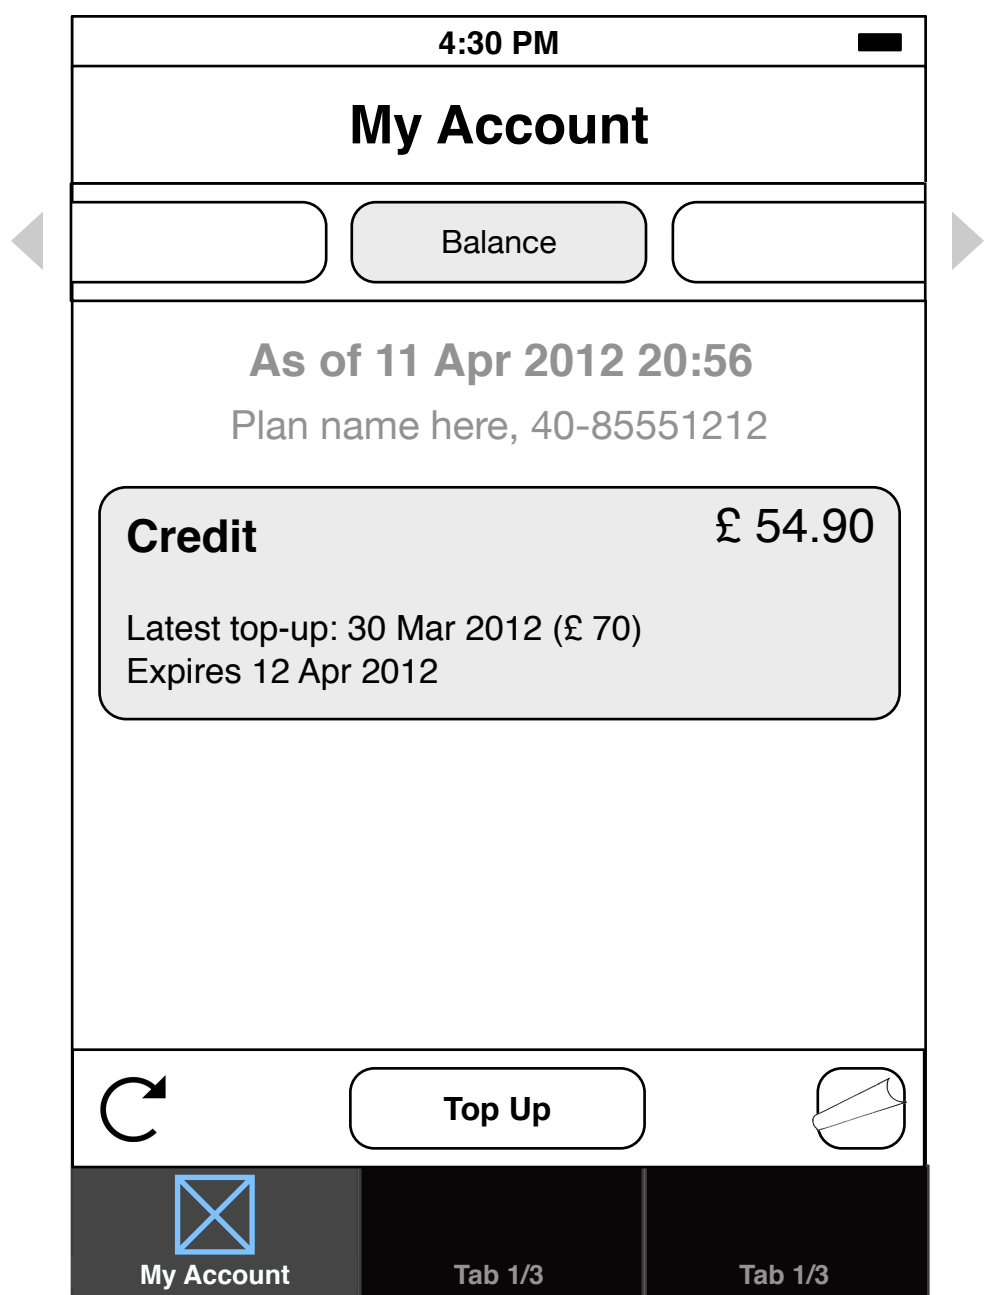 4:30 PM
My Account
Balance
As of 11 Apr 2012 20:56
Plan name here, 40-85551212
Credit
£ 54.90
Latest top-up: 30 Mar 2012 (£ 70)
Expires 12 Apr 2012
Top Up
My Account
Tab 1/3
Tab 1/3